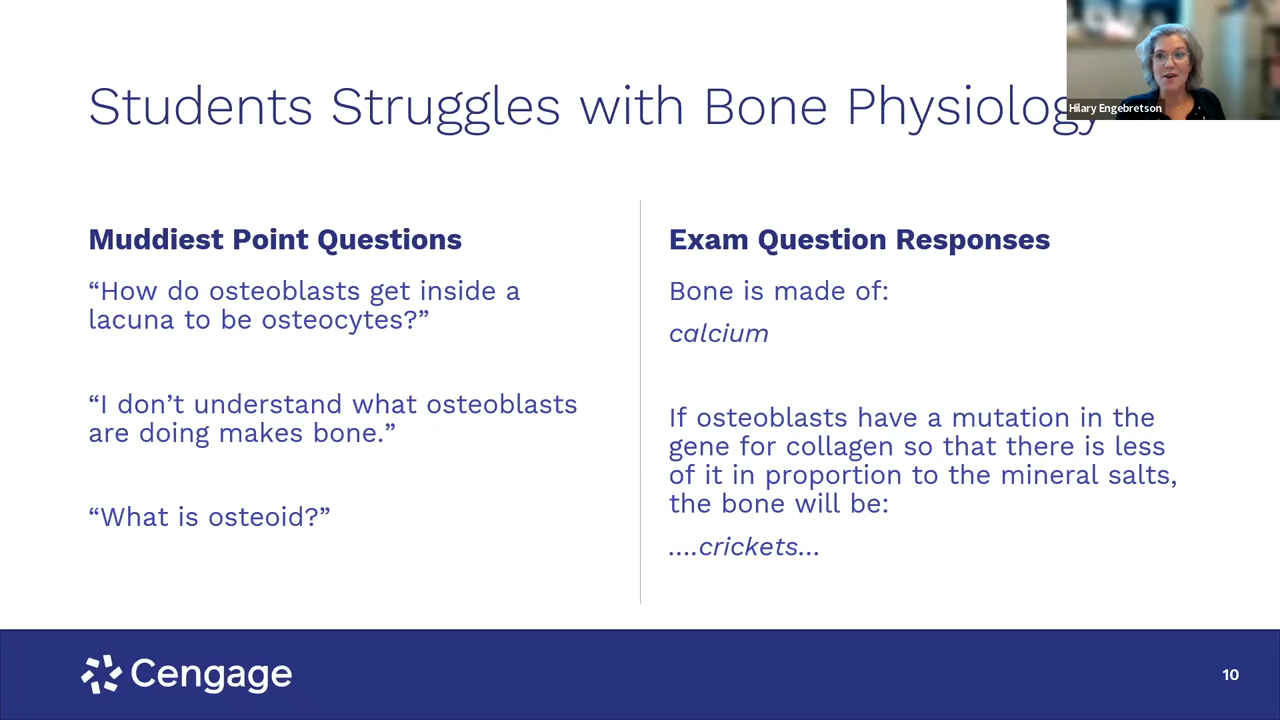 Students Struggles with Bone Physiology
Hilary Engebretson
Muddiest Point Questions
“How do osteoblasts get inside a
lacuna to be osteocytes?”
“I don’t understand what osteoblasts
are doing makes bone.”
“What is osteoid?”
Exam Question Responses
Bone is made of:
calcium
If osteoblasts have a mutation in the
gene for collagen so that there is less
of it in proportion to the mineral salts,
the bone will be:
....crickets...
Cengage
10